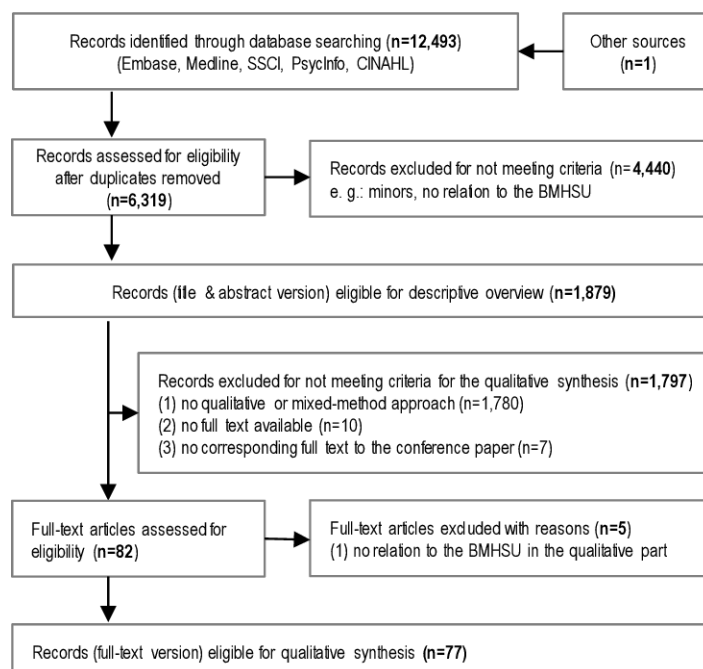 Records identified through database searching (n=12,493)
(Embase, Medline, SSCI, PsycInfo, CINAHL)
Other sources
(n=1)
Records assessed for eligibility
after duplicates removed
(n=6,319)
Records excluded for not meeting criteria (n=4,440)
e. g.: minors, no relation to the BMHSU
Records (itle & abstract version) eligible for descriptive overview (n=1,879)
Records excluded for not meeting criteria for the qualitative synthesis (n=1,797)
(1) no qualitative or mixed-method approach (n=1,780)
(2) no full text available (n=10)
(3) no corresponding full text to the conference paper (n=7)
Full-text articles assessed for
eligibility (n=82)
Full-text articles excluded with reasons (n=5)
(1) no relation to the BMHSU in the qualitative part
Records (full-text version) eligible for qualitative synthesis (n=77)